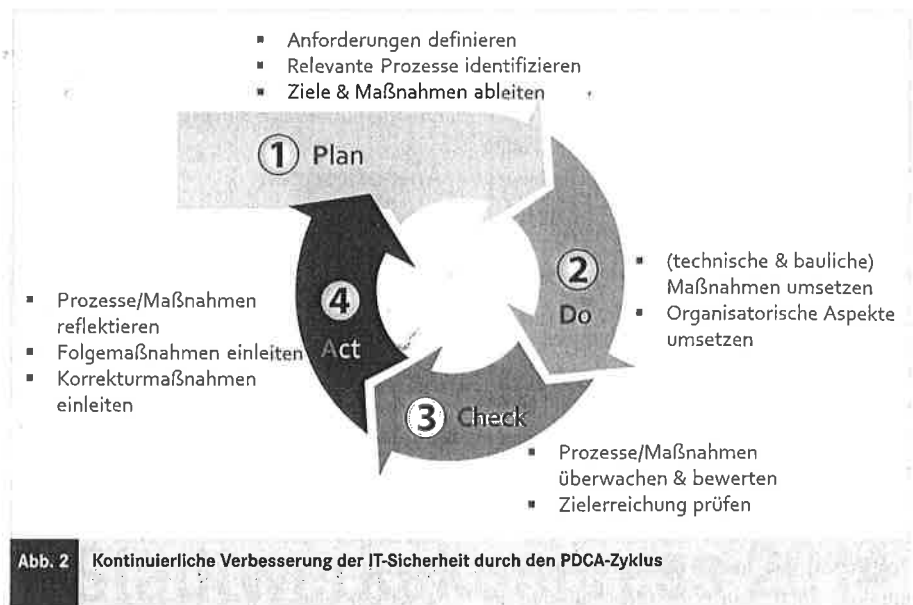 ▪ Anforderungen definieren
▪ Relevante Prozesse identifizieren
▪ Ziele & Maßnahmen ableiten
1 Plan
2
Do
▪ (technische & bauliche)
Maßnahmen umsetzen
▪ Organisatorische Aspekte
umsetzen
3 Check
▪ Prozesse/Maßnahmen
überwachen & bewerten
▪ Zielerreichung prüfen
4
Act
▪ Prozesse/Maßnahmen
reflektieren
▪ Folgemaßnahmen einleiten
▪ Korrekturmaßnahmen
einleiten
Abb. 2 Kontinuierliche Verbesserung der IT-Sicherheit durch den PDCA-Zyklus